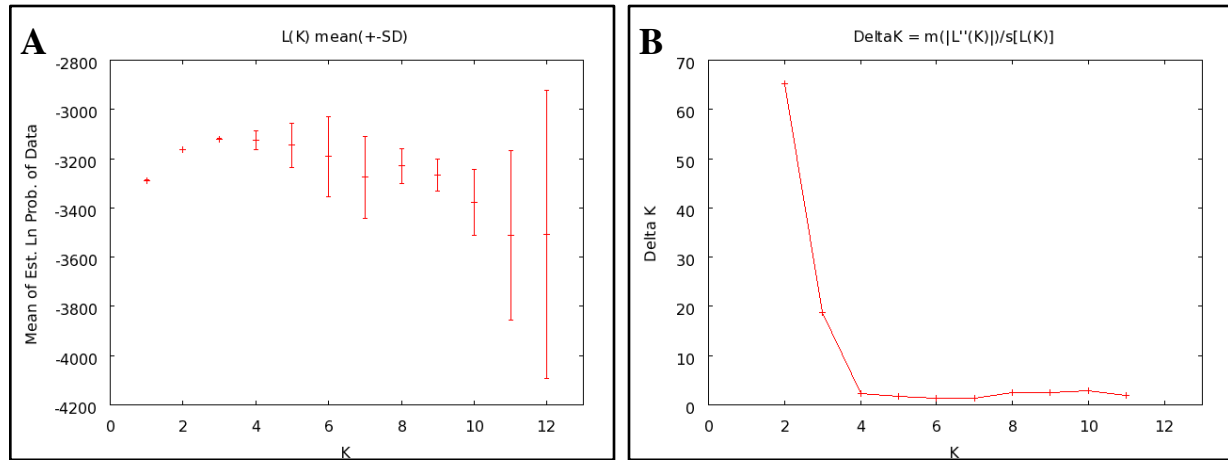 A
L(K) mean(+-SD)
Mean of Est. Ln Prob. of Data
-2800
-3000
-3200
-3400
-3600
-3800
-4000
-4200
0 2 4 6 8 10 12
K
B
DeltaK = m(|L''(K)|)/s[L(K)]
Delta K
70
60
50
40
30
20
10
0
0 2 4 6 8 10 12
K